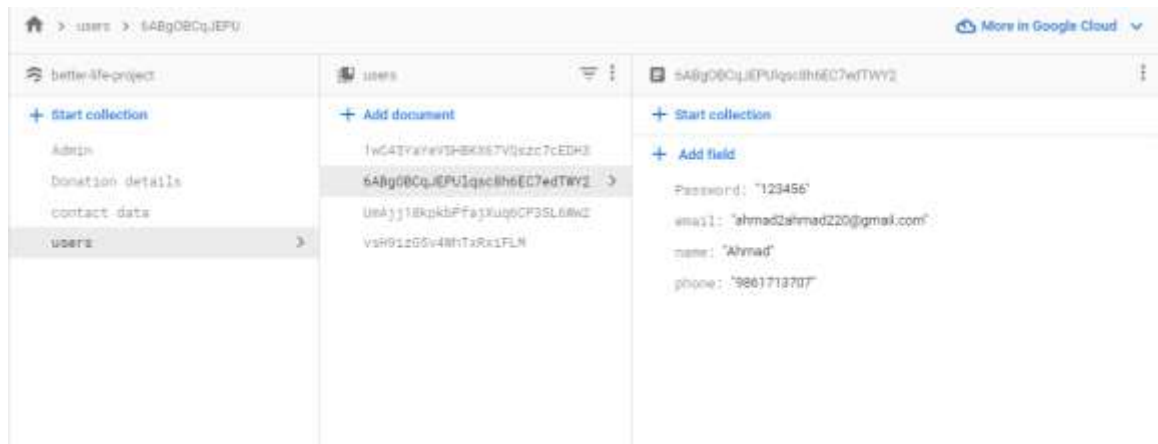 > users > 6ABgOBCqJEPU
More in Google Cloud
better-life-project
users
+ Start collection
+ Add document
+ Start collection
Admin
+ Add field
Donation details
contact data
users
Password: "123456"
email: "ahmad2ahmad220@gmail.com"
name: "Ahmad"
phone: "9861713707"